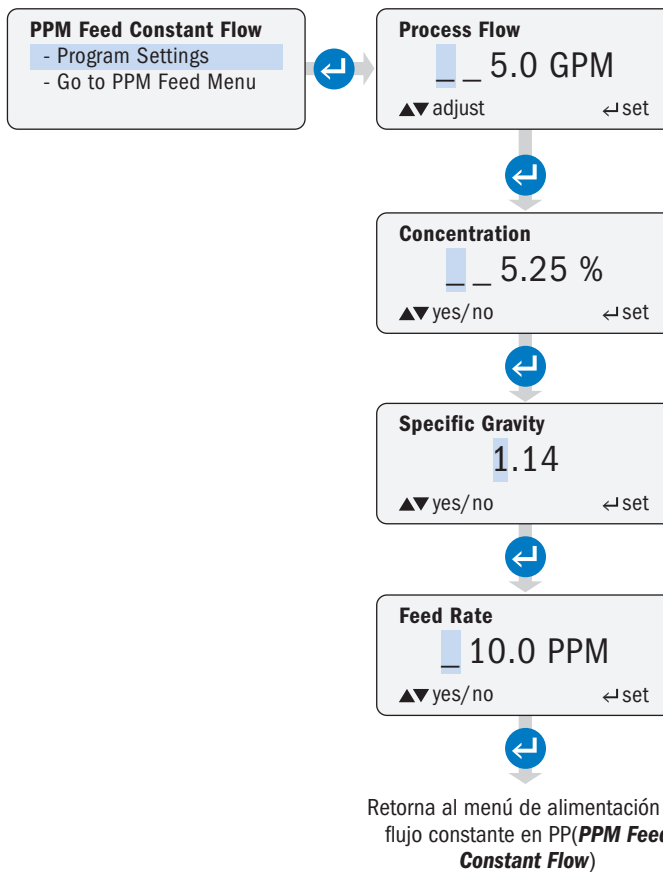 PPM Feed Constant Flow
- Program Settings
- Go to PPM Feed Menu
Process Flow
_ _ 5.0 GPM
▲▼ adjust ↵ set
Concentration
_ _ 5.25 %
▲▼ yes/no ↵ set
Specific Gravity
1.14
▲▼ yes/no ↵ set
Feed Rate
_ 10.0 PPM
▲▼ yes/no ↵ set
Retorna al menú de alimentación
flujo constante en PP(PPM Feed
Constant Flow)